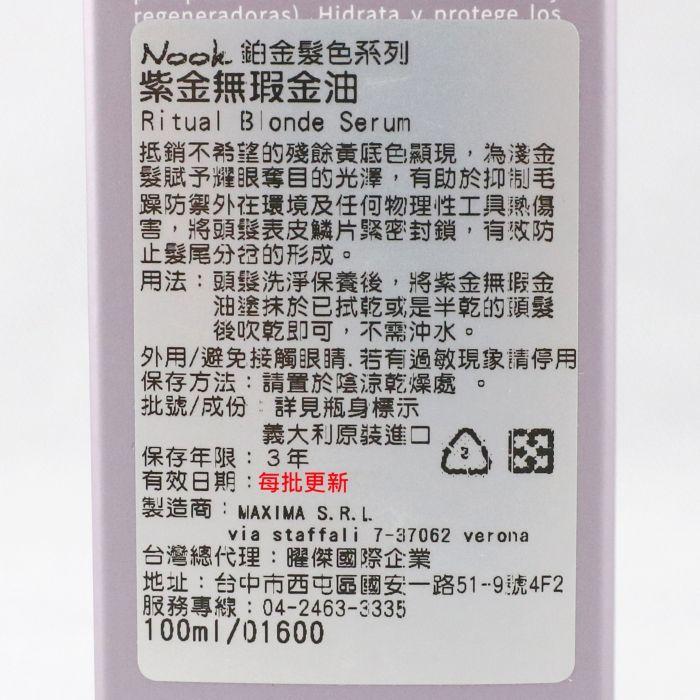 regeneradoras). Hidrata y protege los
Nook 鉑金髮色系列
紫金無瑕金油
Ritual Blonde Serum
抵銷不希望的殘餘黃底色顯現，為淺金
髮賦予耀眼奪目的光澤，有助於抑制毛
躁防禦外在環境及任何物理性工具熱傷
害，將頭髮表皮鱗片緊密封鎖，有效防
止髮尾分岔的形成。
用法：頭髮洗淨保養後，將紫金無瑕金
油塗抹於已拭乾或是半乾的頭髮
後吹乾即可，不需沖水。
外用/避免接觸眼睛.若有過敏現象請停用
保存方法：請置於陰涼乾燥處 。
批號/成份：詳見瓶身標示
義大利原裝進口
保存年限：3年
有效日期：每批更新
製造商：MAXIMA S.R.L
via staffali 7-37062 verona
台灣總代理：曜傑國際企業
地址：台中市西屯區國安一路51-9號4F2
服務專線：04-2463-3335
100ml/01600